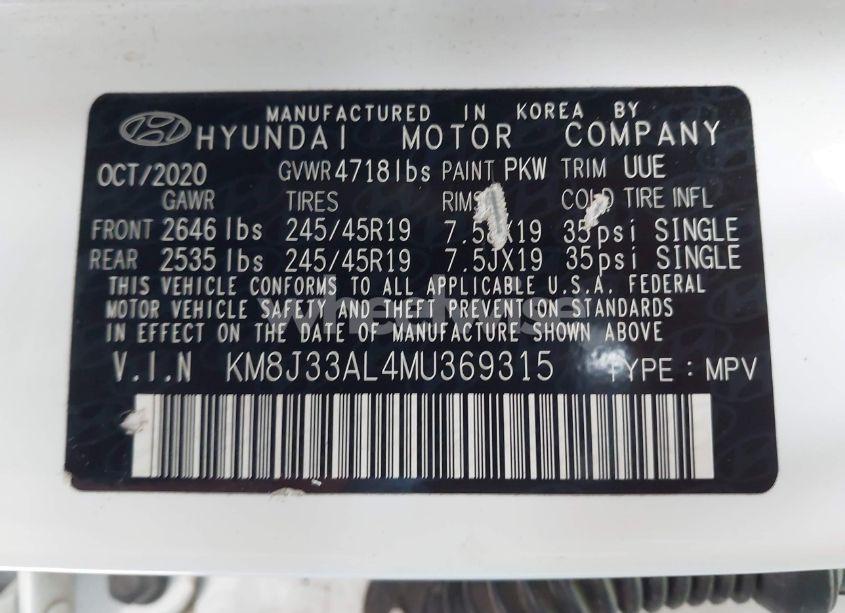 MANUFACTURED IN KOREA BY
HYUNDAI MOTOR COMPANY
OCT/2020 GVWR 4718lbs PAINT PKW TRIM UUE
GAWR TIRES RIMS COLD TIRE INFL
FRONT 2646 lbs 245/45R19 7.5JX19 35psi SINGLE
REAR 2535 lbs 245/45R19 7.5JX19 35psi SINGLE
THIS VEHICLE CONFORMS TO ALL APPLICABLE U.S.A. FEDERAL
MOTOR VEHICLE SAFETY AND THEFT PREVENTION STANDARDS
IN EFFECT ON THE DATE OF MANUFACTURE SHOWN ABOVE.
V.I.N KM8J33AL4MU369315 TYPE : MPV